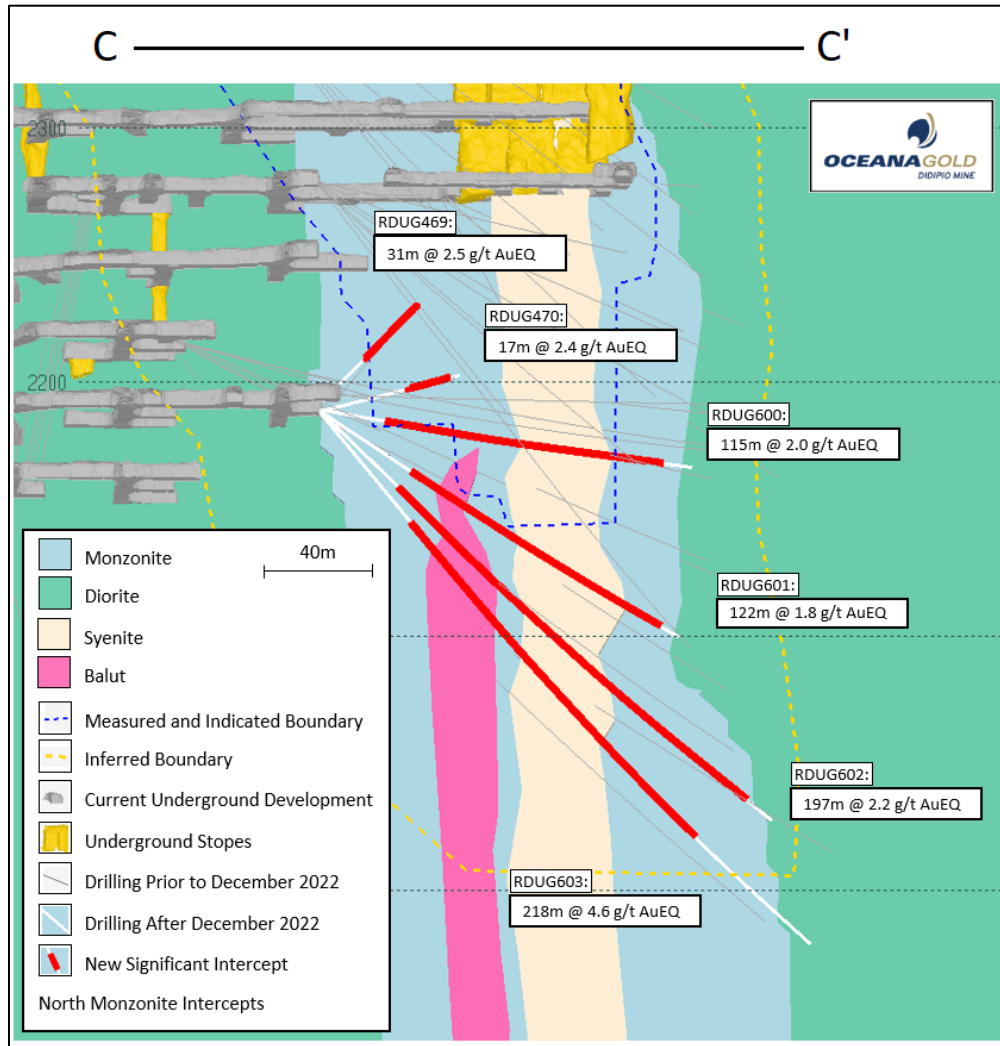 C C'
OCEANAGOLD
DIDIPIO MINE
2300
RDUG469:
31m @ 2.5 g/t AuEQ
RDUG470:
17m @ 2.4 g/t AuEQ
2200
RDUG600:
115m @ 2.0 g/t AuEQ
RDUG601:
122m @ 1.8 g/t AuEQ
RDUG602:
197m @ 2.2 g/t AuEQ
RDUG603:
218m @ 4.6 g/t AuEQ
Monzonite
40m
Diorite
Syenite
Balut
Measured and Indicated Boundary
Inferred Boundary
Current Underground Development
Underground Stopes
Drilling Prior to December 2022
Drilling After December 2022
New Significant Intercept
North Monzonite Intercepts